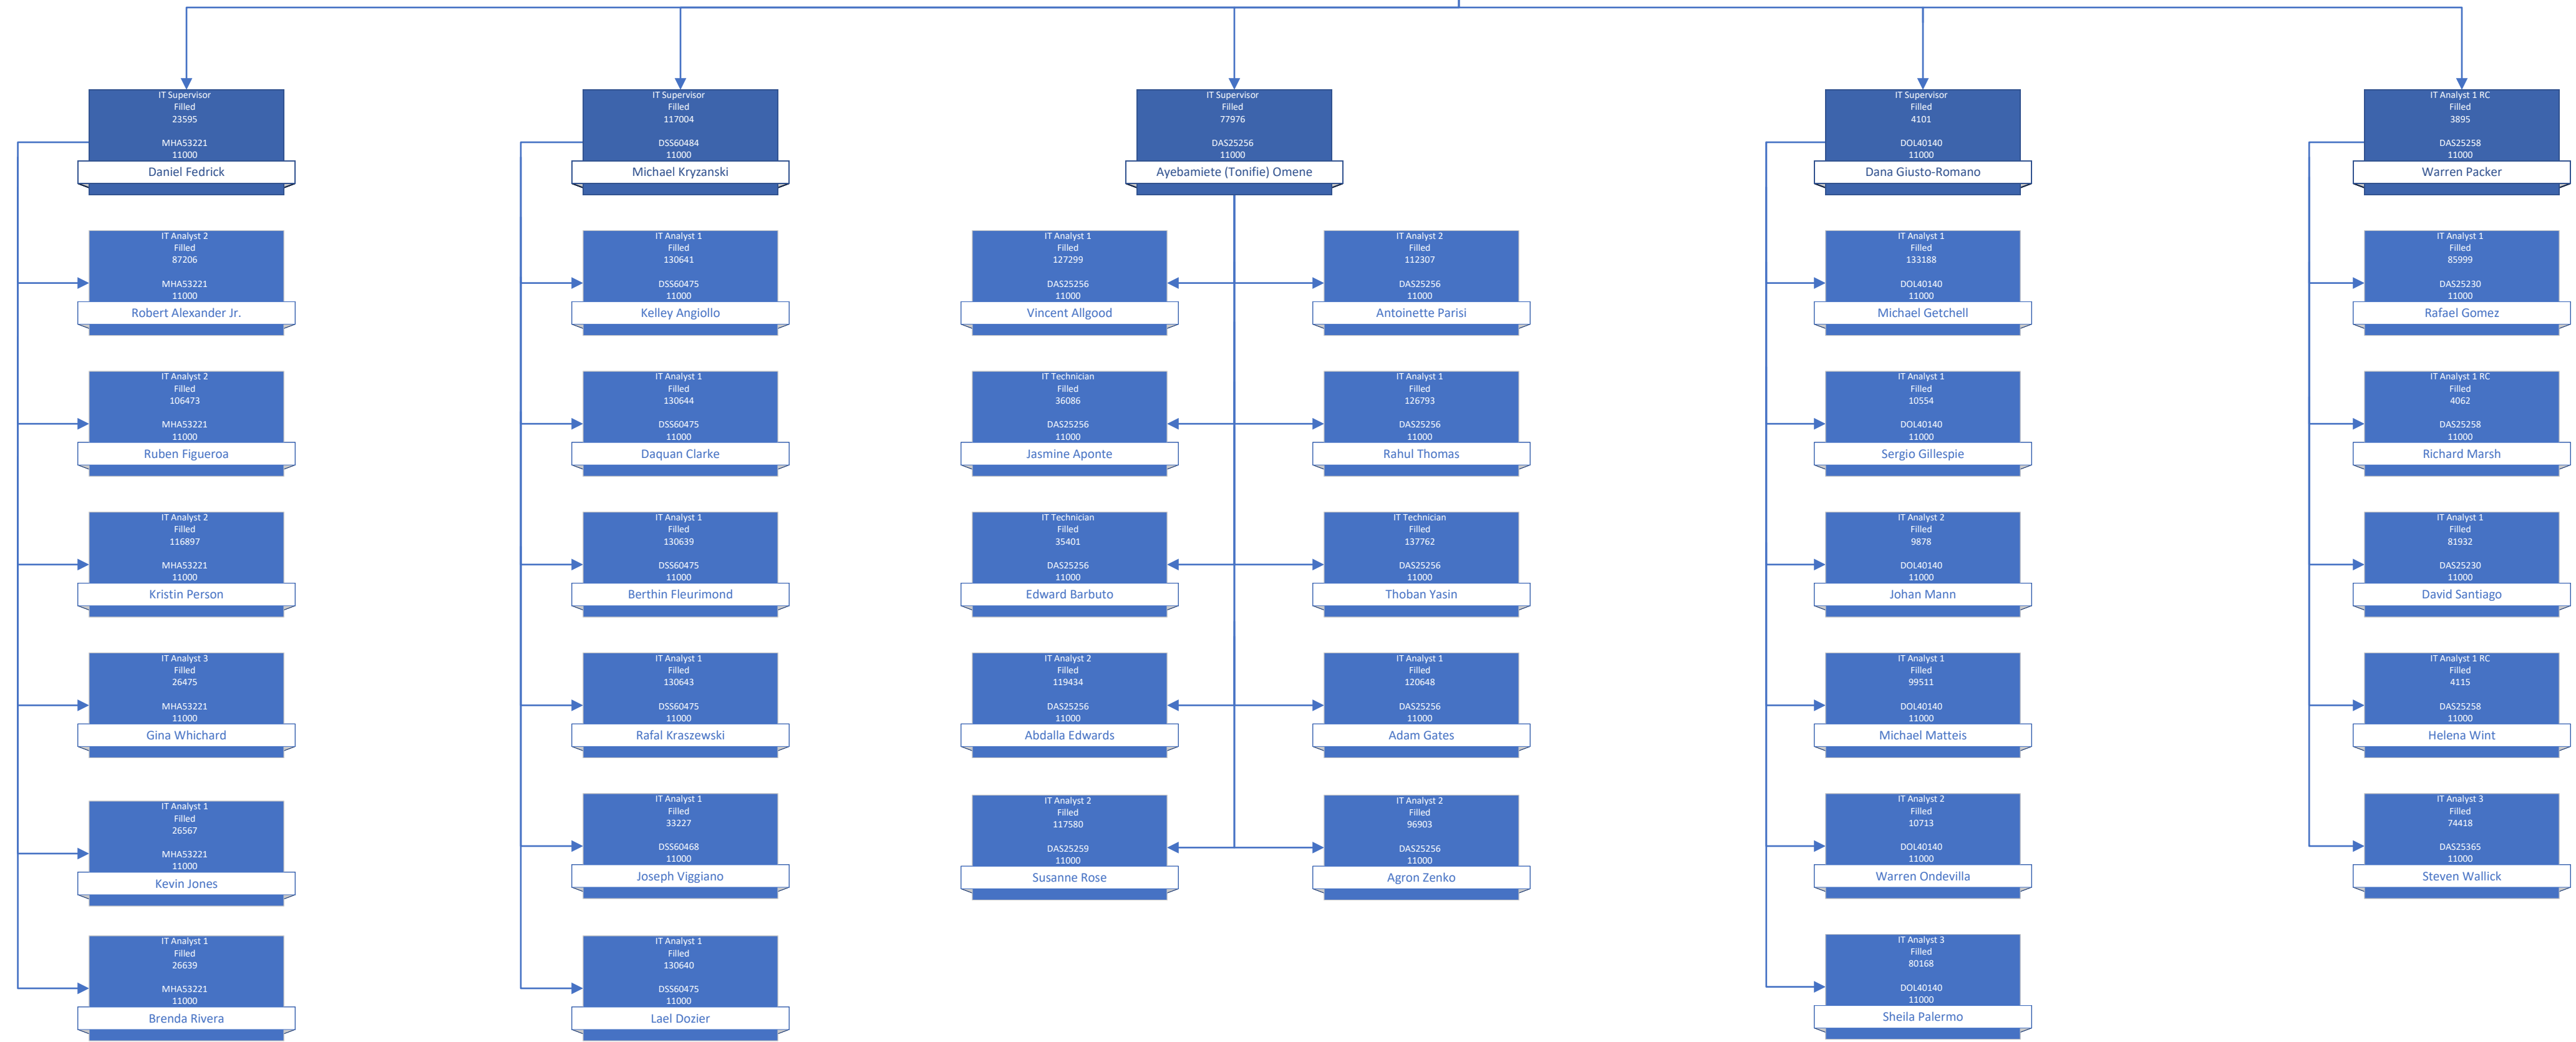 IT Supervisor
Filled
23595
MHA53221
11000
Daniel Fedrick
IT Analyst 2
Filled
87206
MHA53221
11000
Robert Alexander Jr.
IT Analyst 2
Filled
106473
MHA53221
11000
Ruben Figueroa
IT Analyst 2
Filled
116897
MHA53221
11000
Kristin Person
IT Analyst 3
Filled
26475
MHA53221
11000
Gina Whichard
IT Analyst 1
Filled
26567
MHA53221
11000
Kevin Jones
IT Analyst 1
Filled
26639
MHA53221
11000
Brenda Rivera
IT Supervisor
Filled
117004
DSS60484
11000
Michael Kryzanski
IT Analyst 1
Filled
130641
DSS60475
11000
Kelley Angiollo
IT Analyst 1
Filled
130644
DSS60475
11000
Daquan Clarke
IT Analyst 1
Filled
130639
DSS60475
11000
Berthin Fleurimond
IT Analyst 1
Filled
130643
DSS60475
11000
Rafal Kraszewski
IT Analyst 1
Filled
33227
DSS60468
11000
Joseph Viggiano
IT Analyst 1
Filled
130640
DSS60475
11000
Lael Dozier
IT Supervisor
Filled
77976
DAS25256
11000
Ayebamiete (Tonifie) Omene
IT Analyst 1
Filled
127299
DAS25256
11000
Vincent Allgood
IT Analyst 2
Filled
112307
DAS25256
11000
Antoinette Parisi
IT Technician
Filled
36086
DAS25256
11000
Jasmine Aponte
IT Analyst 1
Filled
126793
DAS25256
11000
Rahul Thomas
IT Technician
Filled
35401
DAS25256
11000
Edward Barbuto
IT Technician
Filled
137762
DAS25256
11000
Thoban Yasin
IT Analyst 2
Filled
119434
DAS25256
11000
Abdalla Edwards
IT Analyst 1
Filled
120648
DAS25256
11000
Adam Gates
IT Analyst 2
Filled
117580
DAS25259
11000
Susanne Rose
IT Analyst 2
Filled
96903
DAS25256
11000
Agron Zenko
IT Supervisor
Filled
4101
DOL40140
11000
Dana Giusto-Romano
IT Analyst 1
Filled
133188
DOL40140
11000
Michael Getchell
IT Analyst 1
Filled
10554
DOL40140
11000
Sergio Gillespie
IT Analyst 2
Filled
9878
DOL40140
11000
Johan Mann
IT Analyst 1
Filled
99511
DOL40140
11000
Michael Matteis
IT Analyst 2
Filled
10713
DOL40140
11000
Warren Ondevilla
IT Analyst 3
Filled
80168
DOL40140
11000
Sheila Palermo
IT Analyst 1 RC
Filled
3895
DAS25258
11000
Warren Packer
IT Analyst 1
Filled
85999
DAS25230
11000
Rafael Gomez
IT Analyst 1 RC
Filled
4062
DAS25258
11000
Richard Marsh
IT Analyst 1
Filled
81932
DAS25230
11000
David Santiago
IT Analyst 1 RC
Filled
4115
DAS25258
11000
Helena Wint
IT Analyst 3
Filled
74418
DAS25365
11000
Steven Wallick